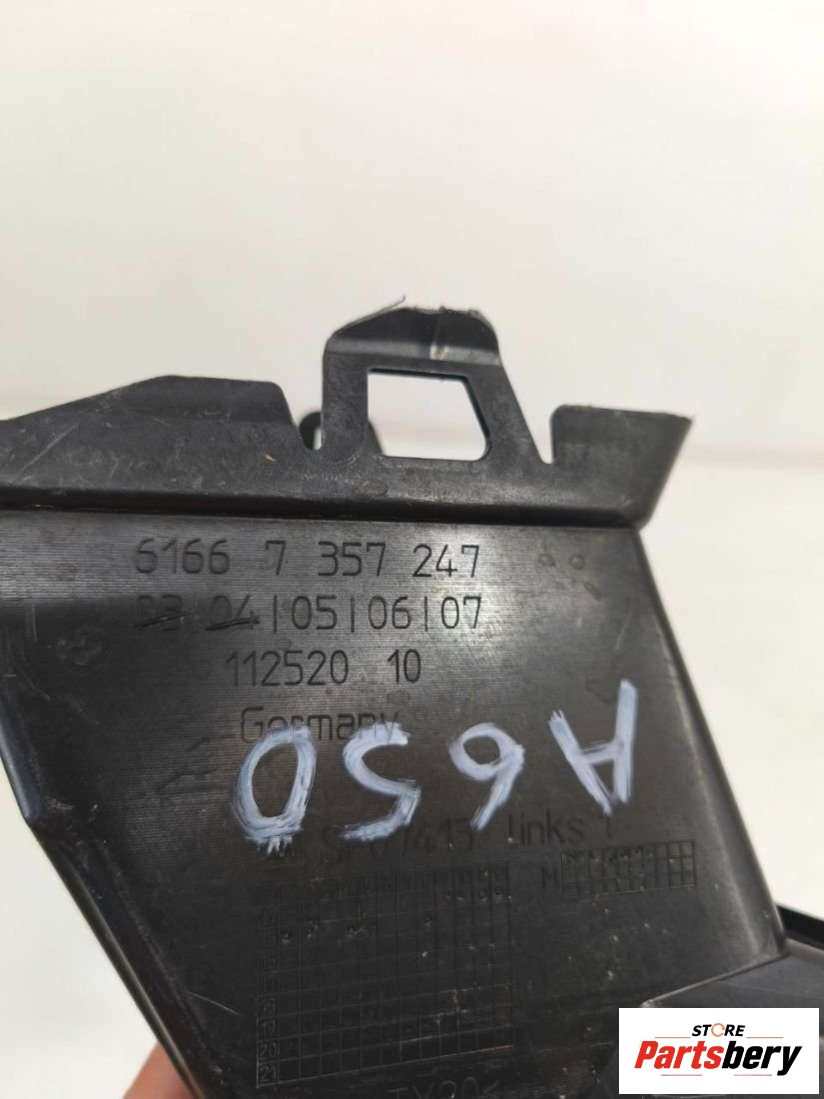 6166 7 357 247
03 04|05|06|07
112520 10
Germany
A650
links
M
STORE
Partsbery